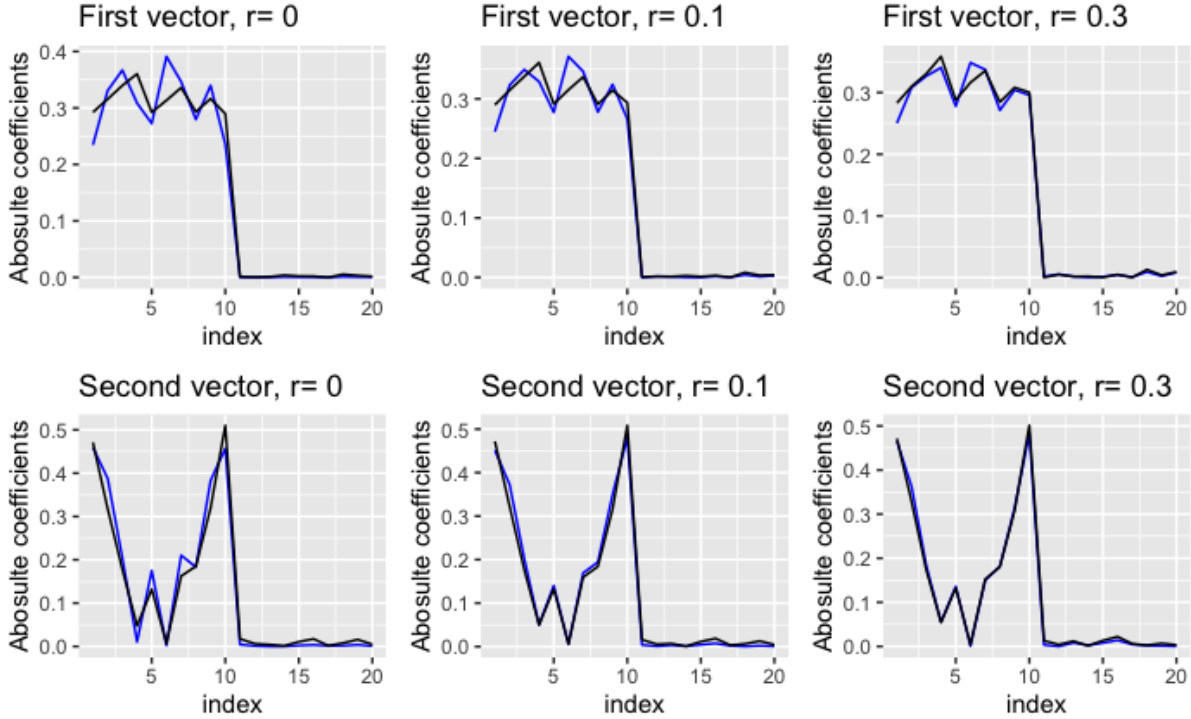 First vector, r= 0
Abosulte coefficients
0.4
0.3
0.2
0.1
0.0
5 10 15 20
index
First vector, r= 0.1
Abosulte coefficients
0.3
0.2
0.1
0.0
5 10 15 20
index
First vector, r= 0.3
Abosulte coefficients
0.3
0.2
0.1
0.0
5 10 15 20
index
Second vector, r= 0
Abosulte coefficients
0.5
0.4
0.3
0.2
0.1
0.0
5 10 15 20
index
Second vector, r= 0.1
Abosulte coefficients
0.5
0.4
0.3
0.2
0.1
0.0
5 10 15 20
index
Second vector, r= 0.3
Abosulte coefficients
0.5
0.4
0.3
0.2
0.1
0.0
5 10 15 20
index